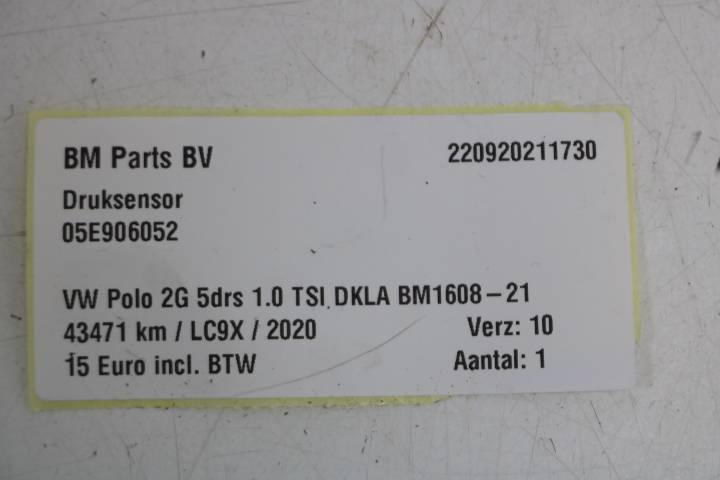 BM Parts BV 220920211730
Druksensor
05E906052
VW Polo 2G 5drs 1.0 TSI DKLA BM1608-21
43471 km / LC9X / 2020 Verz: 10
15 Euro incl. BTW Aantal: 1